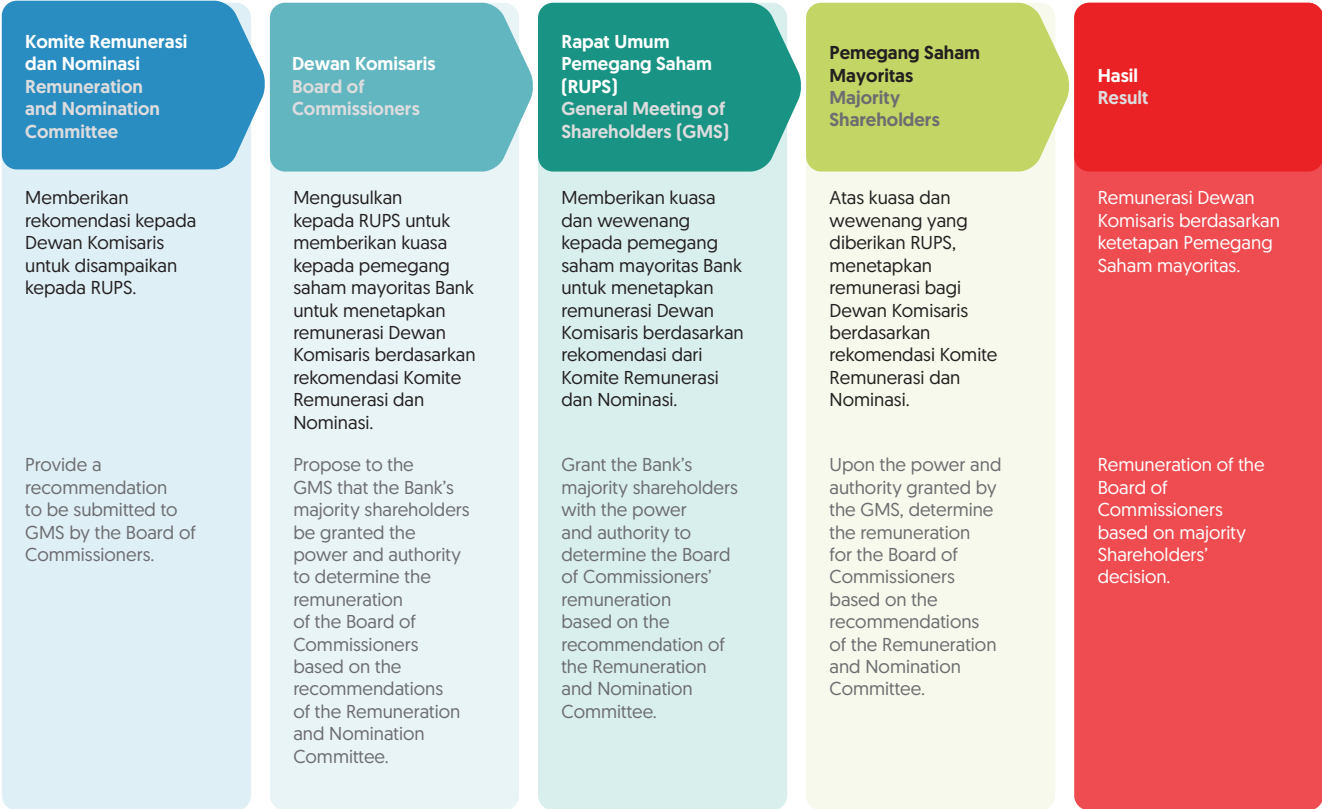 Komite Remunerasi
dan Nominasi
Remuneration
and Nomination
Committee
Memberikan
rekomendasi kepada
Dewan Komisaris
untuk disampaikan
kepada RUPS.
Provide a
recommendation
to be submitted to
GMS by the Board of
Commissioners.
Dewan Komisaris
Board of
Commissioners
Mengusulkan
kepada RUPS untuk
memberikan kuasa
kepada pemegang
saham mayoritas Bank
untuk menetapkan
remunerasi Dewan
Komisaris berdasarkan
rekomendasi Komite
Remunerasi dan
Nominasi.
Propose to the
GMS that the Bank's
majority shareholders
be granted the
power and authority
to determine the
remuneration
of the Board of
Commissioners
based on the
recommendations
of the Remuneration
and Nomination
Committee.
Rapat Umum
Pemegang Saham
(RUPS)
General Meeting of
Shareholders (GMS)
Memberikan kuasa
dan wewenang
kepada pemegang
saham mayoritas Bank
untuk menetapkan
remunerasi Dewan
Komisaris berdasarkan
rekomendasi dari
Komite Remunerasi
dan Nominasi.
Grant the Bank's
majority shareholders
with the power
and authority to
determine the Board
of Commissioners'
remuneration
based on the
recommendation of
the Remuneration
and Nomination
Committee.
Pemegang Saham
Mayoritas
Majority
Shareholders
Atas kuasa dan
wewenang yang
diberikan RUPS,
menetapkan
remunerasi bagi
Dewan Komisaris
berdasarkan
rekomendasi Komite
Remunerasi dan
Nominasi.
Upon the power and
authority granted by
the GMS, determine
the remuneration
for the Board of
Commissioners
based on the
recommendations
of the Remuneration
and Nomination
Committee.
Hasil
Result
Remunerasi Dewan
Komisaris berdasarkan
ketetapan Pemegang
Saham mayoritas.
Remuneration of the
Board of
Commissioners
based on majority
Shareholders'
decision.